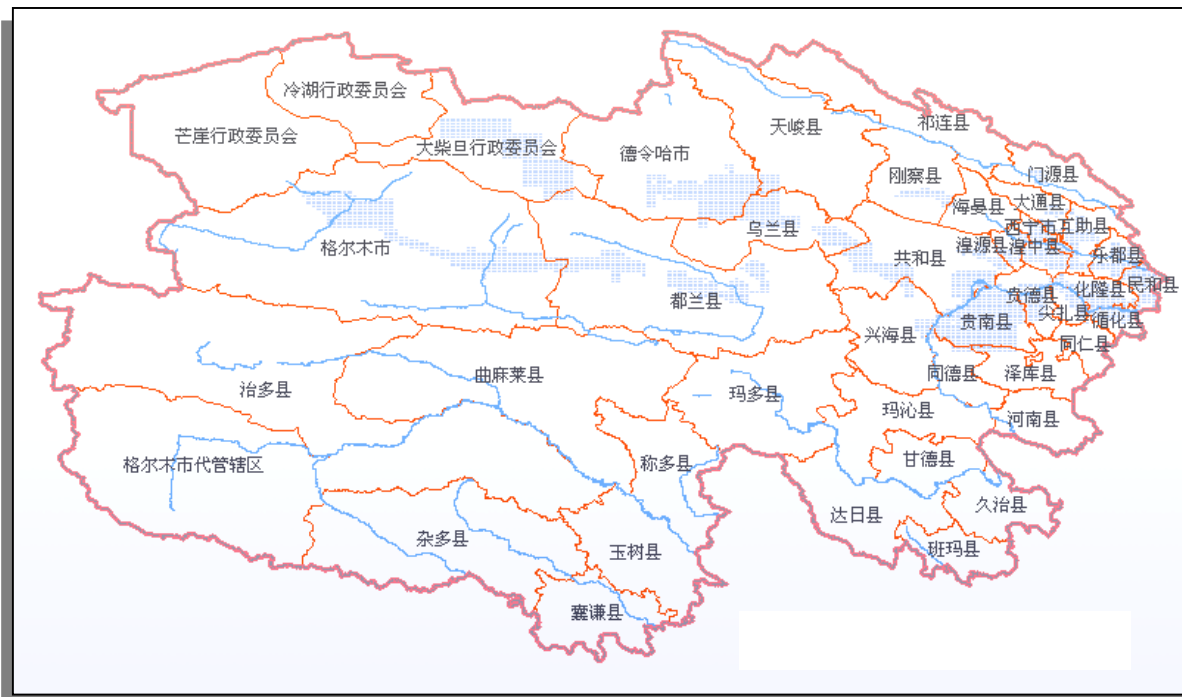 冷湖行政委员会
芒崖行政委员会
大柴旦行政委员会
德令哈市
天峻县
祁连县
门源县
刚察县
海晏县
大通县
西宁市
互助县
乌兰县
格尔木市
共和县
湟源县
湟中县
乐都县
民和县
化隆县
都兰县
贵德县
尖扎县
循化县
贵南县
兴海县
同仁县
同德县
泽库县
治多县
曲麻莱县
玛多县
玛沁县
河南县
格尔木市代管辖区
称多县
甘德县
达日县
久治县
杂多县
玉树县
班玛县
囊谦县